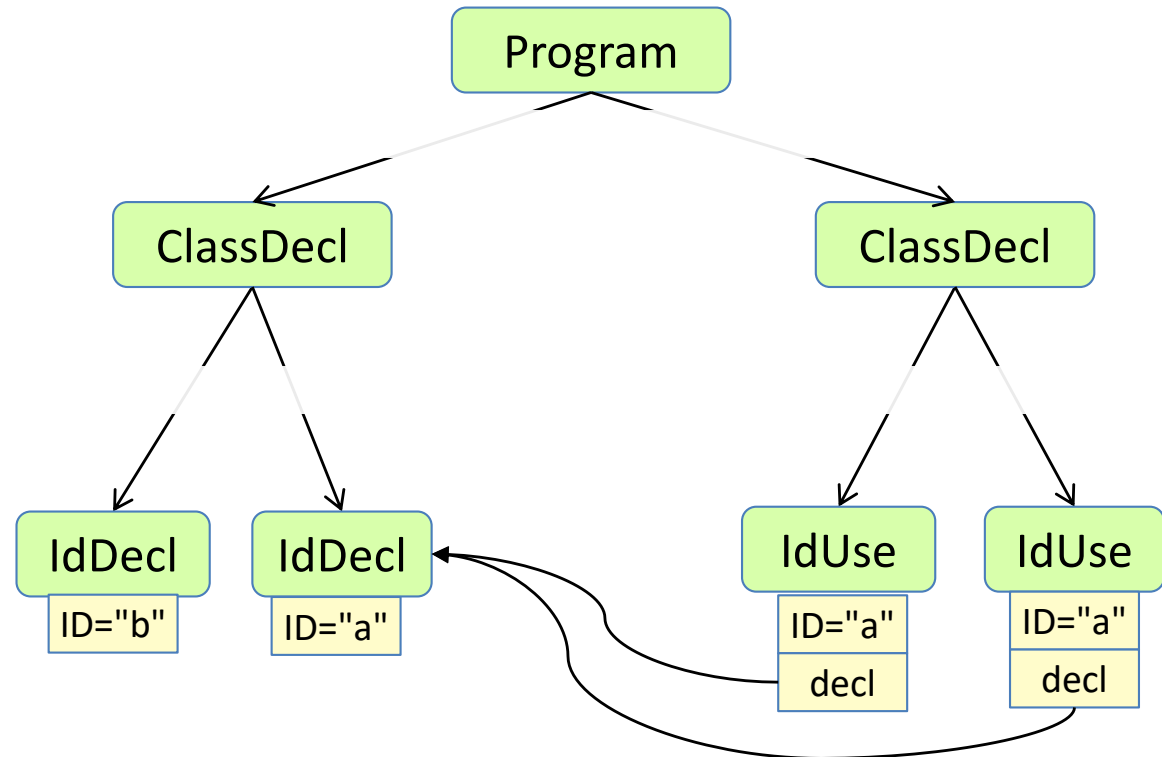 Program
ClassDecl
ClassDecl
IdDecl
ID="b"
IdDecl
ID="a"
IdUse
ID="a"
decl
IdUse
ID="a"
decl